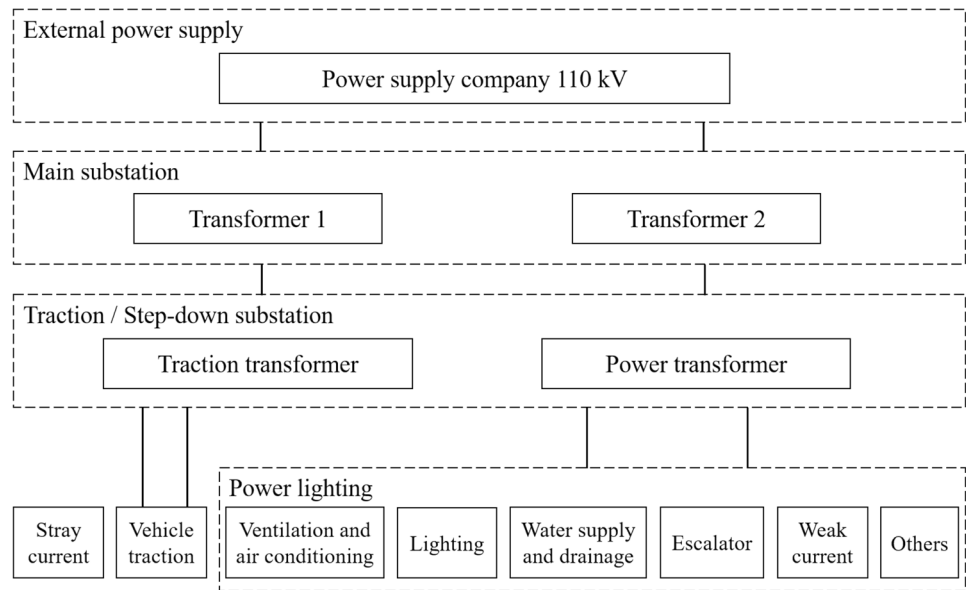 External power supply
Power supply company 110 kV
Main substation
Transformer 1
Transformer 2
Traction / Step-down substation
Traction transformer
Power transformer
Power lighting
Stray
current
Vehicle
traction
Ventilation and
air conditioning
Lighting
Water supply
and drainage
Escalator
Weak
current
Others